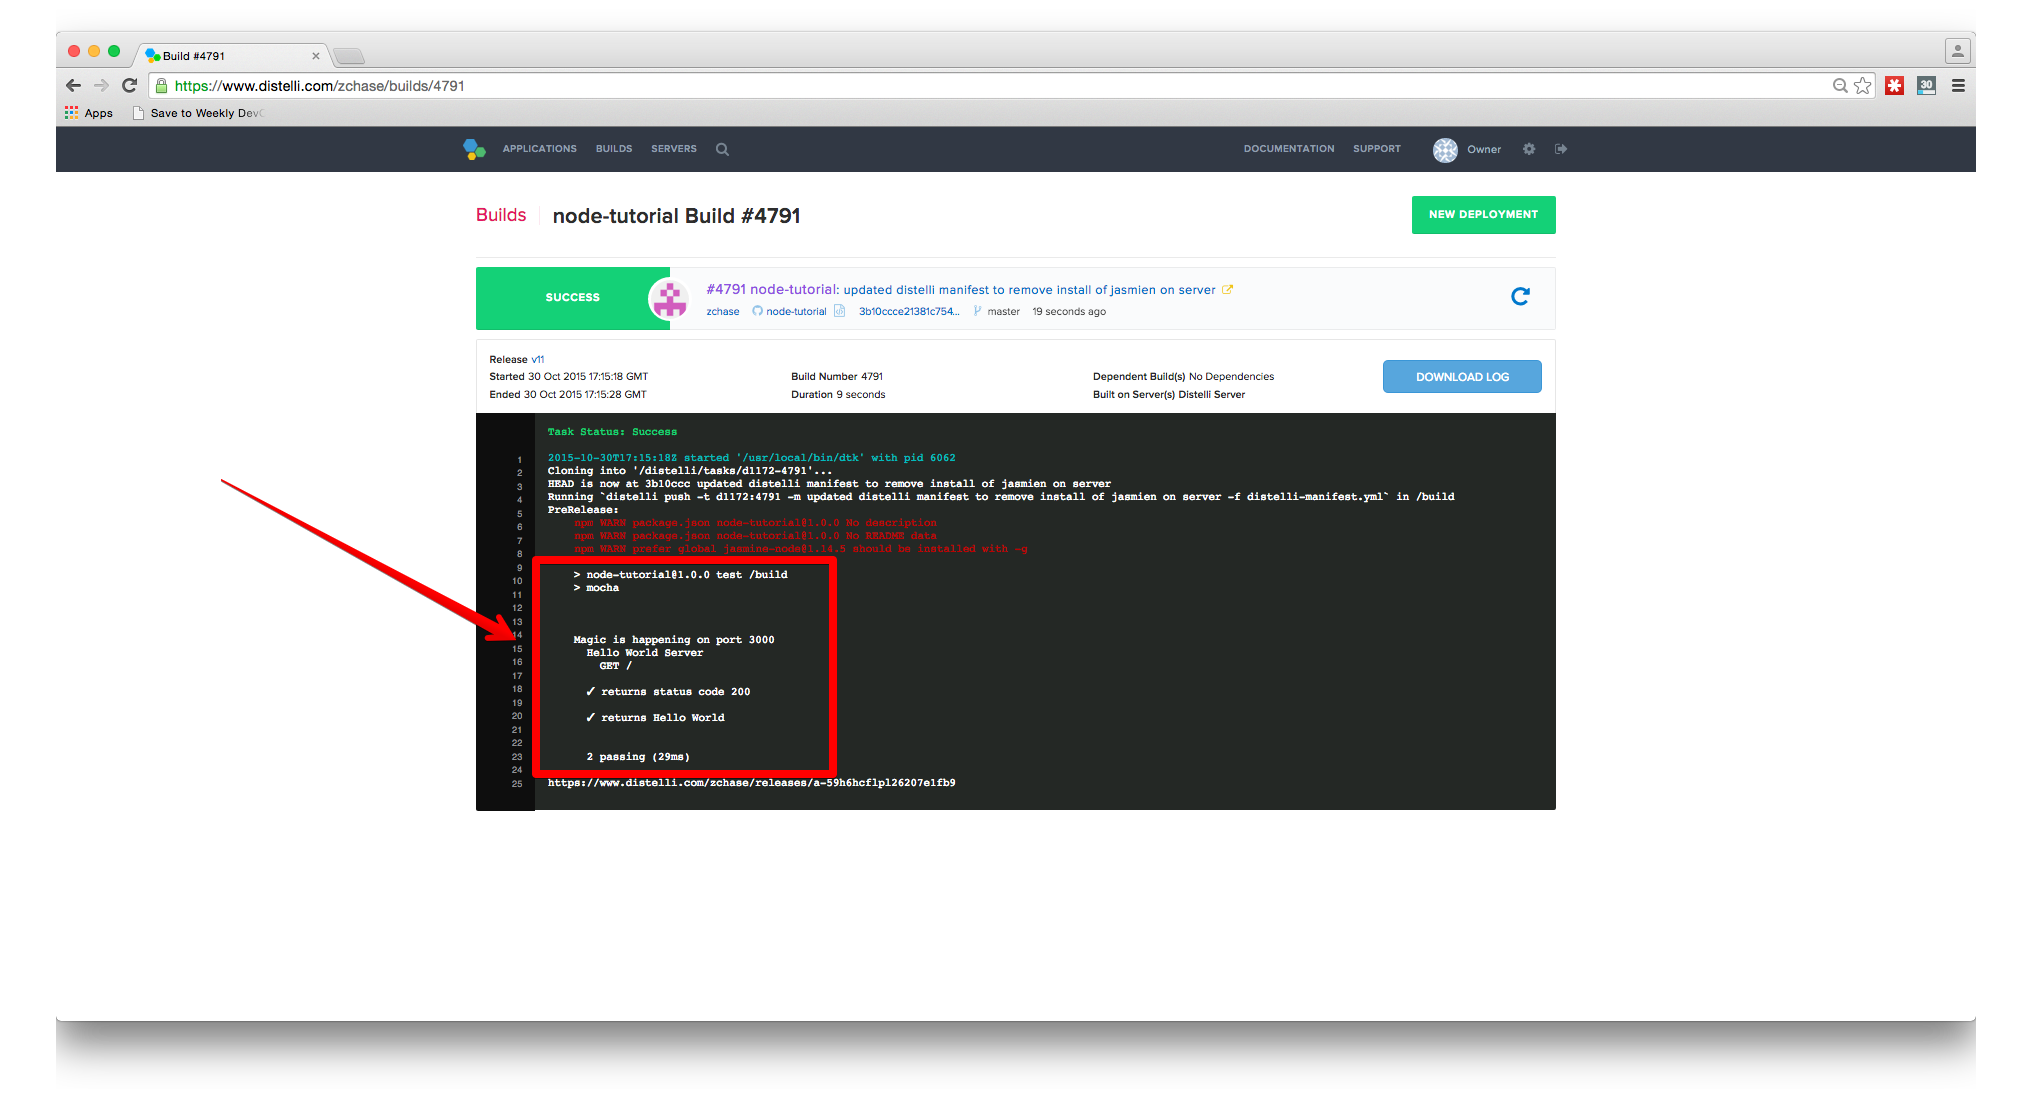 Build #4791
https://www.distelli.com/zchase/builds/4791
30
Apps Save to Weekly Dev
APPLICATIONS BUILDS SERVERS DOCUMENTATION SUPPORT Owner
Builds node-tutorial Build #4791 NEW DEPLOYMENT
SUCCESS
#4791 node-tutorial: updated distelli manifest to remove install of jasmien on server
zchase node-tutorial 3b10ccce21381c754... master 19 seconds ago
Release v11
Started 30 Oct 2015 17:15:18 GMT Build Number 4791 Dependent Build(s) No Dependencies
Ended 30 Oct 2015 17:15:28 GMT Duration 9 seconds Built on Server(s) Distelli Server
DOWNLOAD LOG
Task Status: Success
1 2015-10-30T17:15:18Z started '/usr/local/bin/dtk' with pid 6062
2 Cloning into '/distelli/tasks/d1172-4791'...
3 HEAD is now at 3b10ccc updated distelli manifest to remove install of jasmien on server
4 Running `distelli push -t d1172:4791 -m updated distelli manifest to remove install of jasmien on server -f distelli-manifest.yml` in /build
5 PreRelease:
6 npm WARN package.json node-tutorial@1.0.0 No description
7 npm WARN package.json node-tutorial@1.0.0 No README data
8 npm WARN prefer global jasmine-node@1.14.5 should be installed with -g
9
10 > node-tutorial@1.0.0 test /build
11 > mocha
12
13
14
15 Magic is happening on port 3000
16 Hello World Server
17 GET /
18
19 ✓ returns status code 200
20
21 ✓ returns Hello World
22
23
24 2 passing (29ms)
25
https://www.distelli.com/zchase/releases/a-59h6hcflpl26207e1fb9